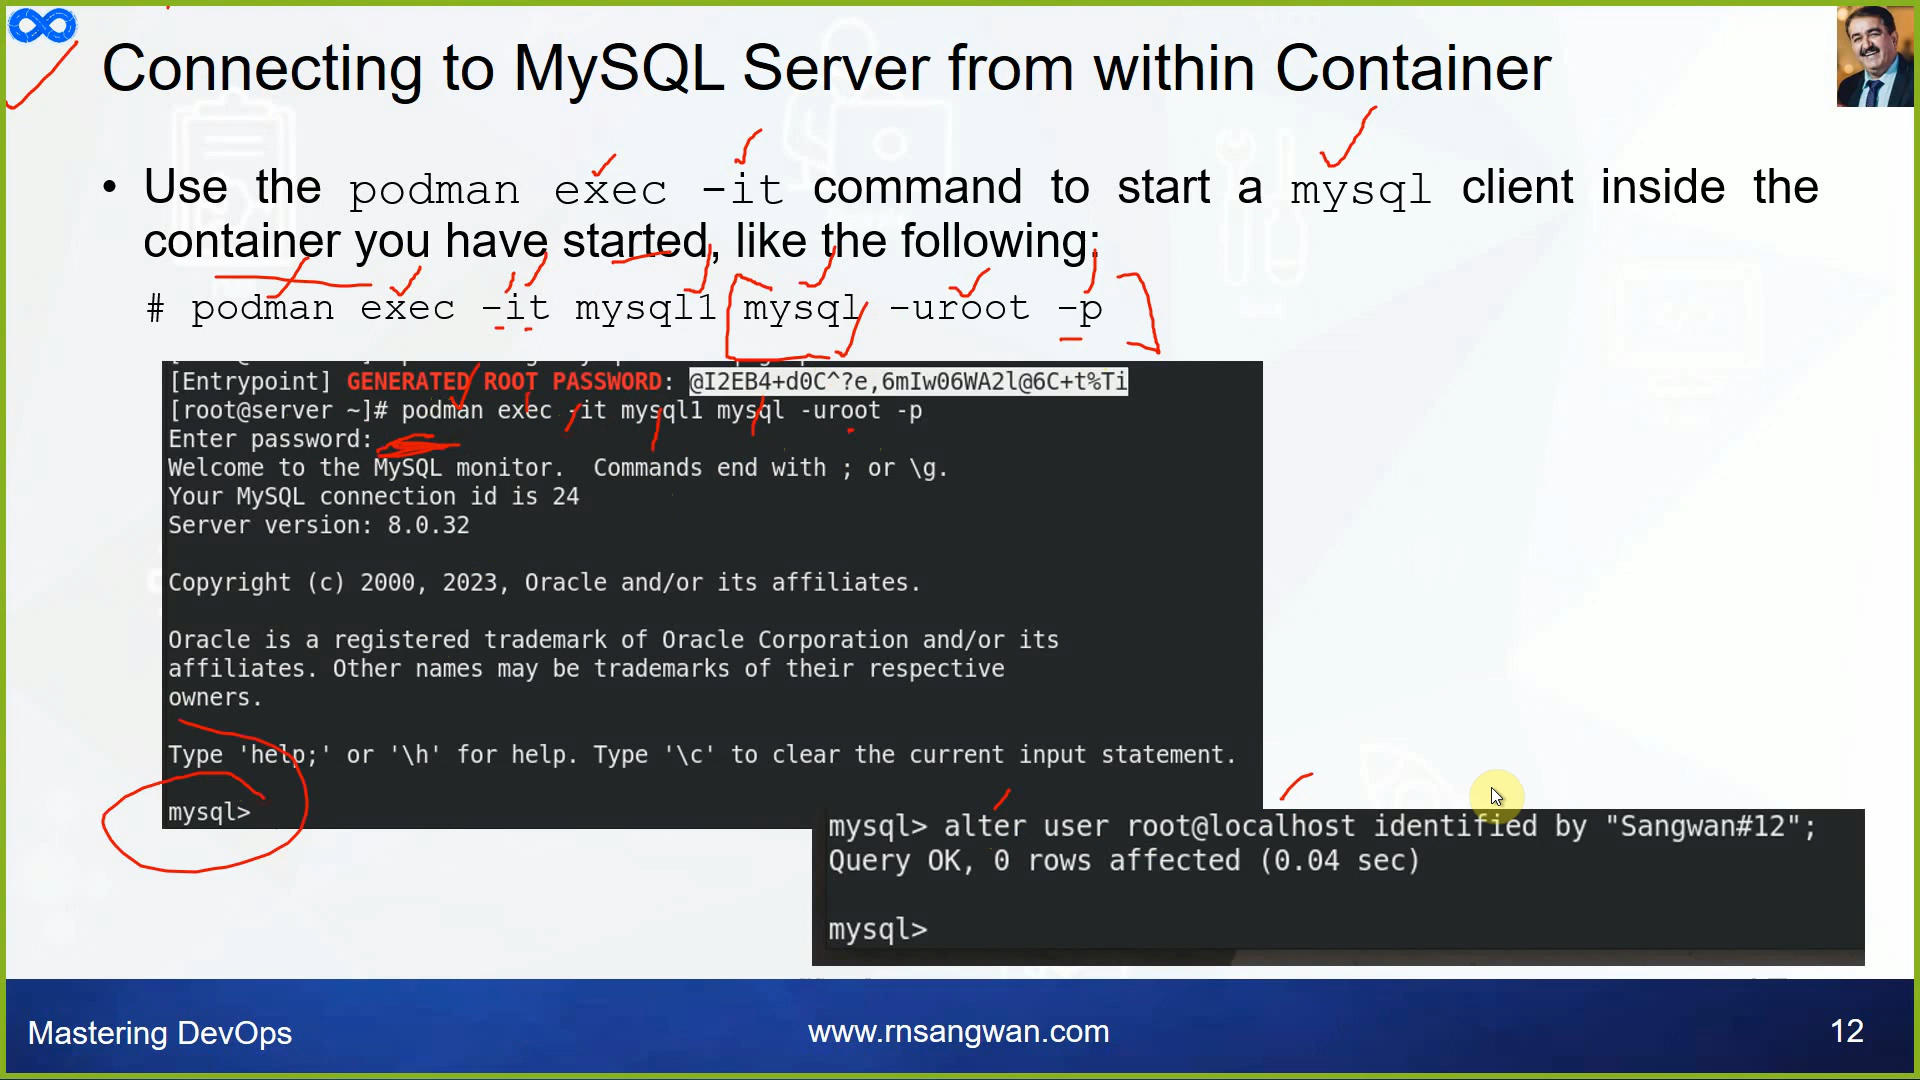 Connecting to MySQL Server from within Container
• Use the podman exec -it command to start a mysql client inside the
container you have started, like the following:
# podman exec -it mysql1 mysql -uroot -p
[Entrypoint] GENERATED ROOT PASSWORD: @I2EB4+d0C^?e,6mIw06WA2l@6C+t%Ti
[root@server ~]# podman exec -it mysql1 mysql -uroot -p
Enter password:
Welcome to the MySQL monitor.  Commands end with ; or \g.
Your MySQL connection id is 24
Server version: 8.0.32
Copyright (c) 2000, 2023, Oracle and/or its affiliates.
Oracle is a registered trademark of Oracle Corporation and/or its
affiliates. Other names may be trademarks of their respective
owners.
Type 'help;' or '\h' for help. Type '\c' to clear the current input statement.
mysql>
mysql> alter user root@localhost identified by "Sangwan#12";
Query OK, 0 rows affected (0.04 sec)
mysql>
Mastering DevOps
www.rnsangwan.com
12